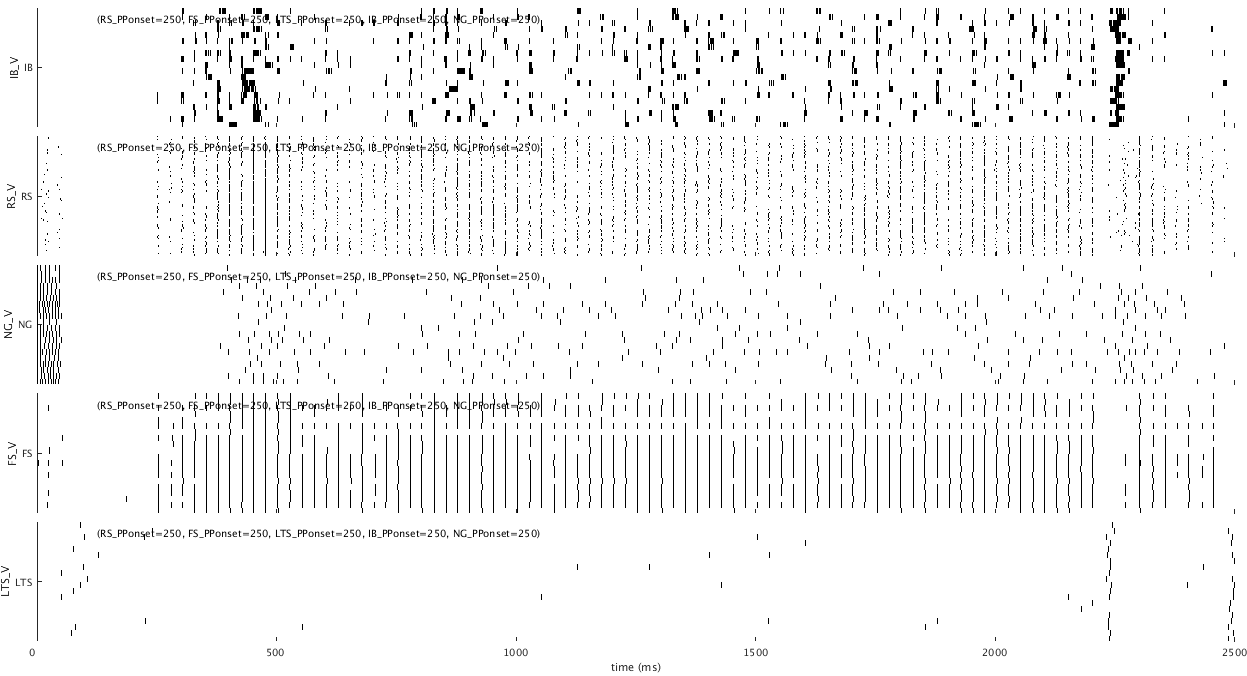 (RS_PPonset=250, FS_PPonset=250, LTS_PPonset=250, IB_PPonset=250, NG_PPonset=250)
IB_V
IB
(RS_PPonset=250, FS_PPonset=250, LTS_PPonset=250, IB_PPonset=250, NG_PPonset=250)
RS_V
RS
(RS_PPonset=250, FS_PPonset=250, LTS_PPonset=250, IB_PPonset=250, NG_PPonset=250)
NG_V
NG
(RS_PPonset=250, FS_PPonset=250, LTS_PPonset=250, IB_PPonset=250, NG_PPonset=250)
FS_V
FS
(RS_PPonset=250, FS_PPonset=250, LTS_PPonset=250, IB_PPonset=250, NG_PPonset=250)
LTS_V
LTS
0 500 1000 1500 2000 2500
time (ms)